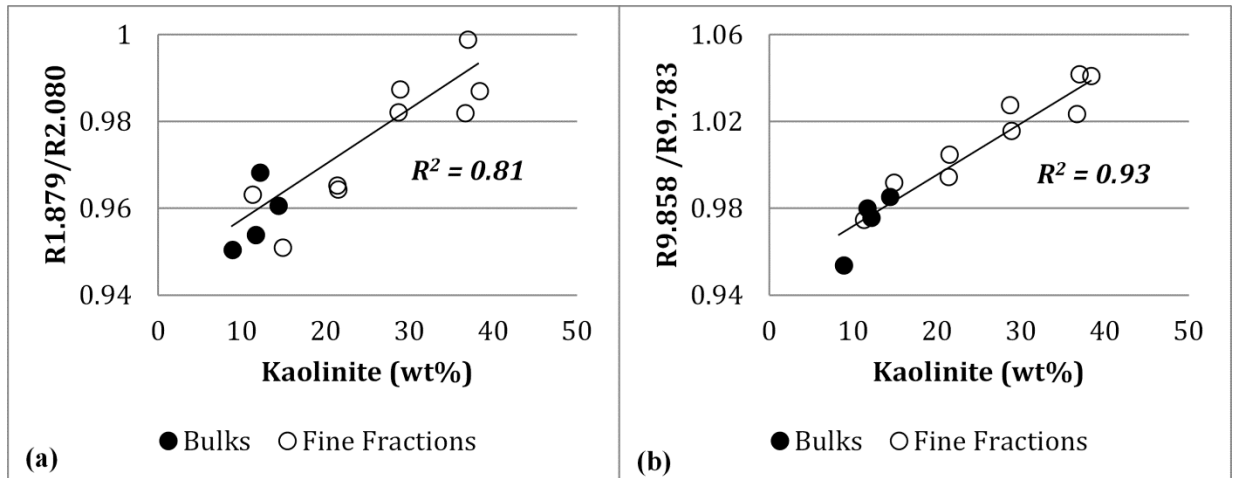 R1.879/R2.080
1
0.98
0.96
0.94
R² = 0.81
0 10 20 30 40 50
Kaolinite (wt%)
Bulks Fine Fractions
(a)
R9.858 /R9.783
1.06
1.02
0.98
0.94
R² = 0.93
0 10 20 30 40 50
Kaolinite (wt%)
Bulks Fine Fractions
(b)